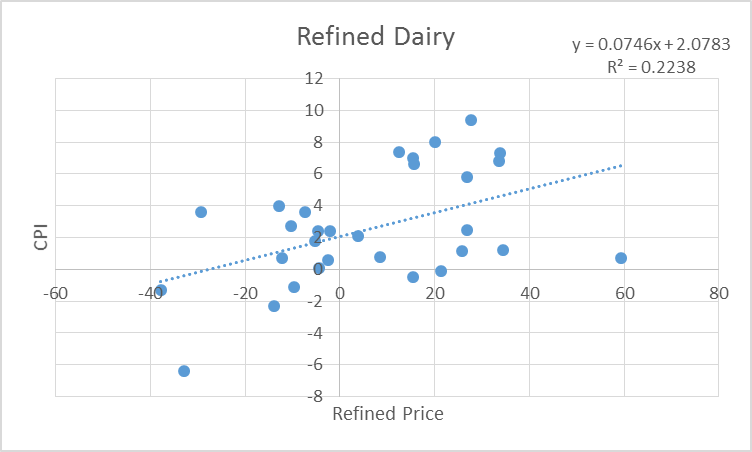 Refined Dairy
y = 0.0746x + 2.0783
R² = 0.2238
12
10
8
6
4
2
0
-2
-4
-6
-8
-60 -40 -20 0 20 40 60 80
CPI
Refined Price